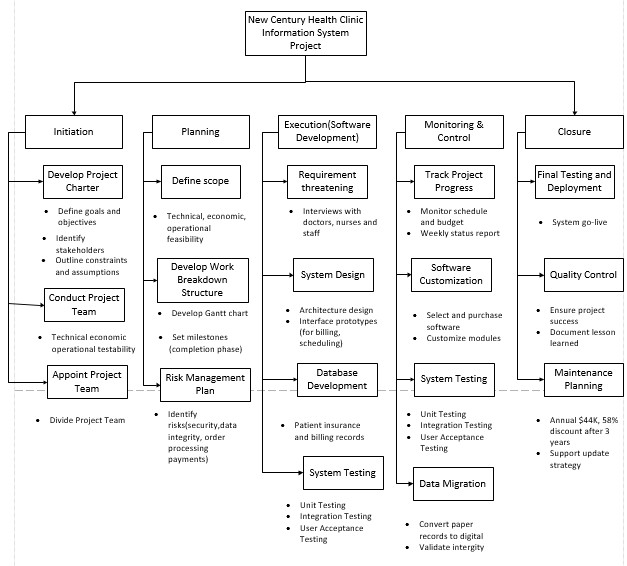 New Century Health Clinic
Information System
Project
Initiation
Develop Project
Charter
Define goals and
objectives
Identify
stakeholders
Outline constraints
and assumptions
Conduct Project
Team
Technical economic
operational testability
Appoint Project
Team
Divide Project Team
Planning
Define scope
Technical, economic,
operational
feasibility
Develop Work
Breakdown
Structure
Develop Gantt chart
Set milestones
(completion phase)
Risk Management
Plan
Identify
risks(security,data
integrity, order
processing
payments)
Execution(Software
Development)
Requirement
threatening
Interviews with
doctors, nurses and
staff
System Design
Architecture design
Interface prototypes
(for billing,
scheduling)
Database
Development
Patient insurance
and billing records
System Testing
Unit Testing
Integration Testing
User Acceptance
Testing
Monitoring &
Control
Track Project
Progress
Monitor schedule
and budget
Weekly status report
Software
Customization
Select and purchase
software
Customize modules
System Testing
Unit Testing
Integration Testing
User Acceptance
Testing
Data Migration
Convert paper
records to digital
Validate intergity
Closure
Final Testing and
Deployment
System go-live
Quality Control
Ensure project
success
Document lesson
learned
Maintenance
Planning
Annual $44K, 58%
discount after 3
years
Support update
strategy